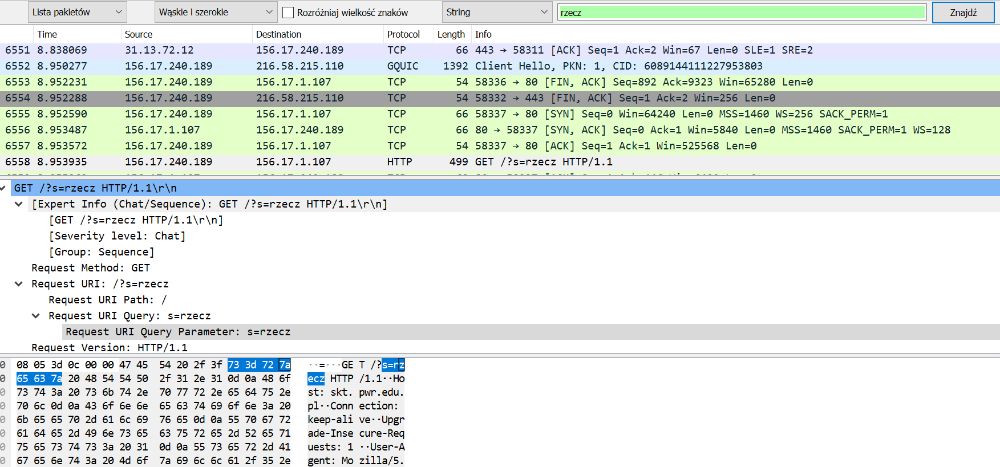 Lista pakietów Wąskie i szerokie Rozróżniaj wielkość znaków String rzecz Znajdź
Time Source Destination Protocol Length Info
6551 8.838069 31.13.72.12 156.17.240.189 TCP 66 443 → 58311 [ACK] Seq=1 Ack=2 Win=67 Len=0 SLE=1 SRE=2
6552 8.950277 156.17.240.189 216.58.215.110 GQUIC 1392 Client Hello, PKN: 1, CID: 6089144111227953803
6553 8.952231 156.17.240.189 156.17.1.107 TCP 54 58336 → 80 [FIN, ACK] Seq=892 Ack=9323 Win=65280 Len=0
6554 8.952288 156.17.240.189 216.58.215.110 TCP 54 58332 → 443 [FIN, ACK] Seq=1 Ack=2 Win=256 Len=0
6555 8.952590 156.17.240.189 156.17.1.107 TCP 66 58337 → 80 [SYN] Seq=0 Win=64240 Len=0 MSS=1460 WS=256 SACK_PERM=1
6556 8.953487 156.17.1.107 156.17.240.189 TCP 66 80 → 58337 [SYN, ACK] Seq=0 Ack=1 Win=5840 Len=0 MSS=1460 SACK_PERM=1 WS=128
6557 8.953572 156.17.240.189 156.17.1.107 TCP 54 58337 → 80 [ACK] Seq=1 Ack=1 Win=525568 Len=0
6558 8.953935 156.17.240.189 156.17.1.107 HTTP 499 GET /?s=rzecz HTTP/1.1
GET /?s=rzecz HTTP/1.1\r\n
[Expert Info (Chat/Sequence): GET /?s=rzecz HTTP/1.1\r\n]
[GET /?s=rzecz HTTP/1.1\r\n]
[Severity level: Chat]
[Group: Sequence]
Request Method: GET
Request URI: /?s=rzecz
Request URI Path: /
Request URI Query: s=rzecz
Request URI Query Parameter: s=rzecz
Request Version: HTTP/1.1
0 08 05 3d 0c 00 00 47 45 54 20 2f 3f 73 3d 72 7a ··=···GE T /?s=rz
0 65 63 7a 20 48 54 54 50 2f 31 2e 31 0d 0a 48 6f ecz HTTP /1.1··Ho
0 73 74 3a 20 73 6b 74 2e 70 77 72 2e 65 64 75 2e st: skt. pwr.edu.
0 70 6c 0d 0a 43 6f 6e 6e 65 63 74 69 6f 6e 3a 20 pl··Conn ection:
0 6b 65 65 70 2d 61 6c 69 76 65 0d 0a 55 70 67 72 keep-ali ve··Upgr
0 61 64 65 2d 49 6e 73 65 63 75 72 65 2d 52 65 71 ade-Inse cure-Req
0 75 65 73 74 73 3a 20 31 0d 0a 55 73 65 72 2d 41 uests: 1 ··User-A
0 67 65 6e 74 3a 20 4d 6f 7a 69 6c 6c 61 2f 35 2e gent: Mo zilla/5.